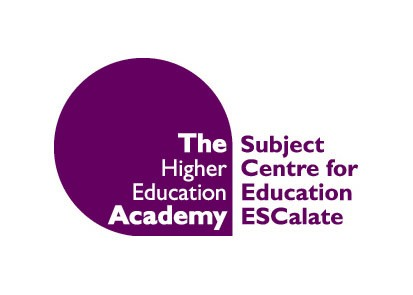 The
Higher
Education
Academy
Subject
Centre for
Education
ESCalate